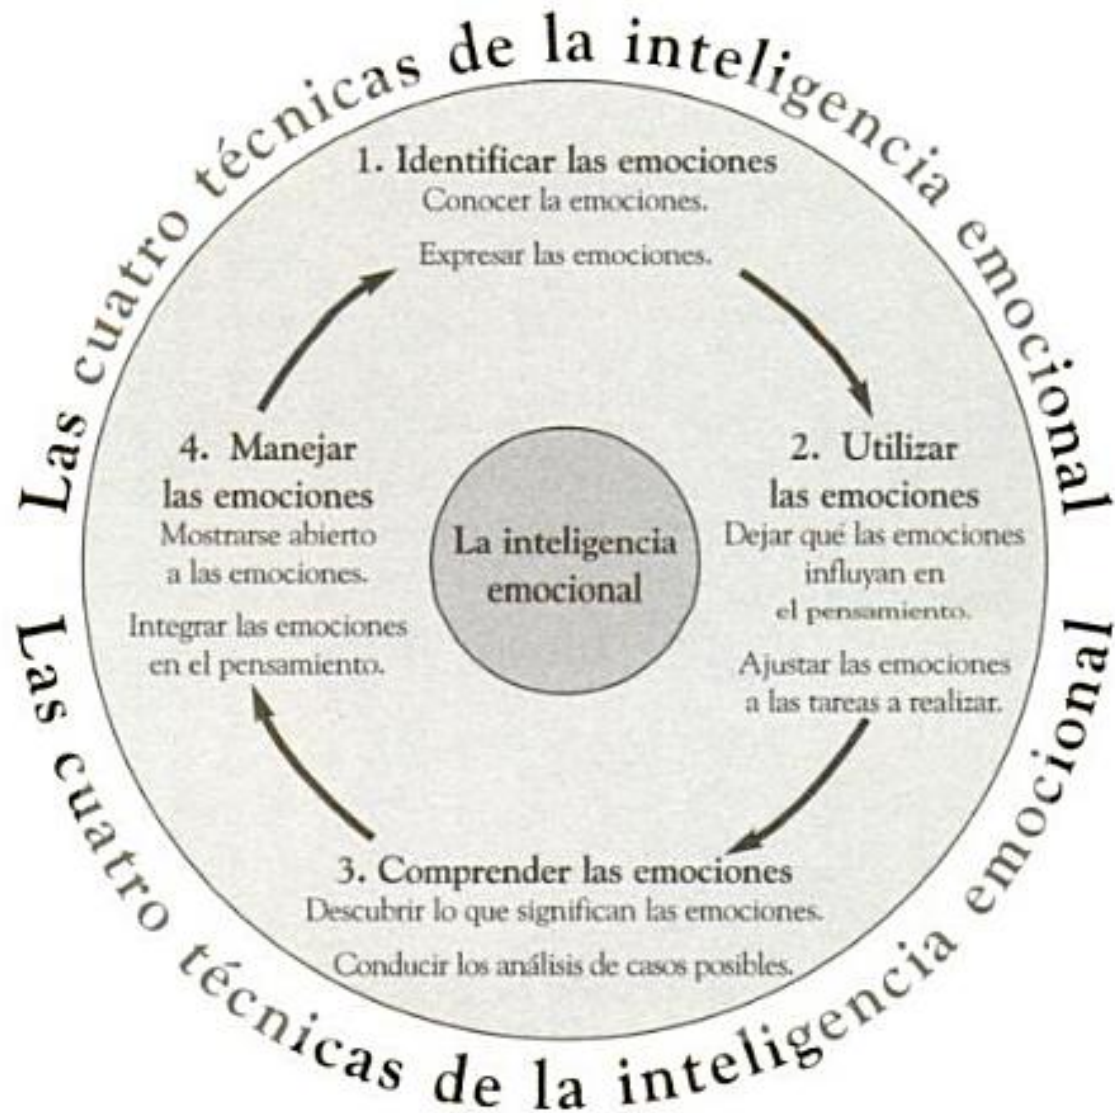 Las cuatro técnicas de la inteligencia emocional
1. Identificar las emociones
Conocer la emociones.
Expresar las emociones.
2. Utilizar
las emociones
Dejar qué las emociones
influyan en
el pensamiento.
Ajustar las emociones
a las tareas a realizar.
3. Comprender las emociones
Descubrir lo que significan las emociones.
Conducir los análisis de casos posibles.
4. Manejar
las emociones
Mostrarse abierto
a las emociones.
Integrar las emociones
en el pensamiento.
La inteligencia
emocional
Las cuatro técnicas de la inteligencia emocional